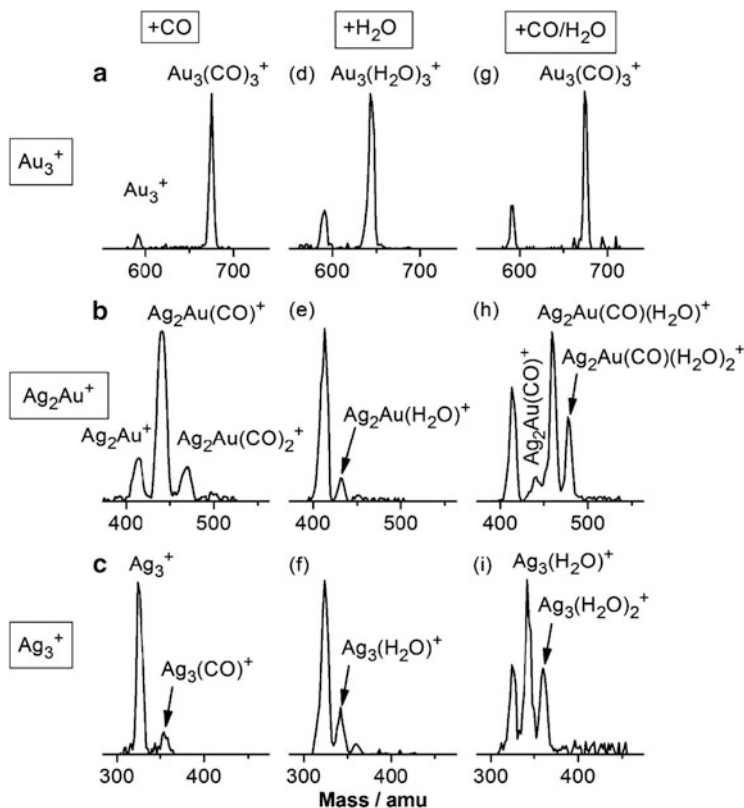 +CO
+H₂O
+CO/H₂O
a
Au₃(CO)₃⁺
(d)
Au₃(H₂O)₃⁺
(g)
Au₃(CO)₃⁺
Au₃⁺
Au₃⁺
600 700
600 700
600 700
b
Ag₂Au(CO)⁺
(e)
(h)
Ag₂Au(CO)(H₂O)⁺
Ag₂Au(CO)(H₂O)₂⁺
Ag₂Au⁺
Ag₂Au⁺
Ag₂Au(CO)₂⁺
Ag₂Au(H₂O)⁺
Ag₂Au(CO)⁺
400 500
400 500
400 500
c
Ag₃⁺
(f)
Ag₃(H₂O)⁺
(i)
Ag₃(H₂O)₂⁺
Ag₃⁺
Ag₃(CO)⁺
Ag₃(H₂O)⁺
300 400
300 400
300 400
Mass / amu